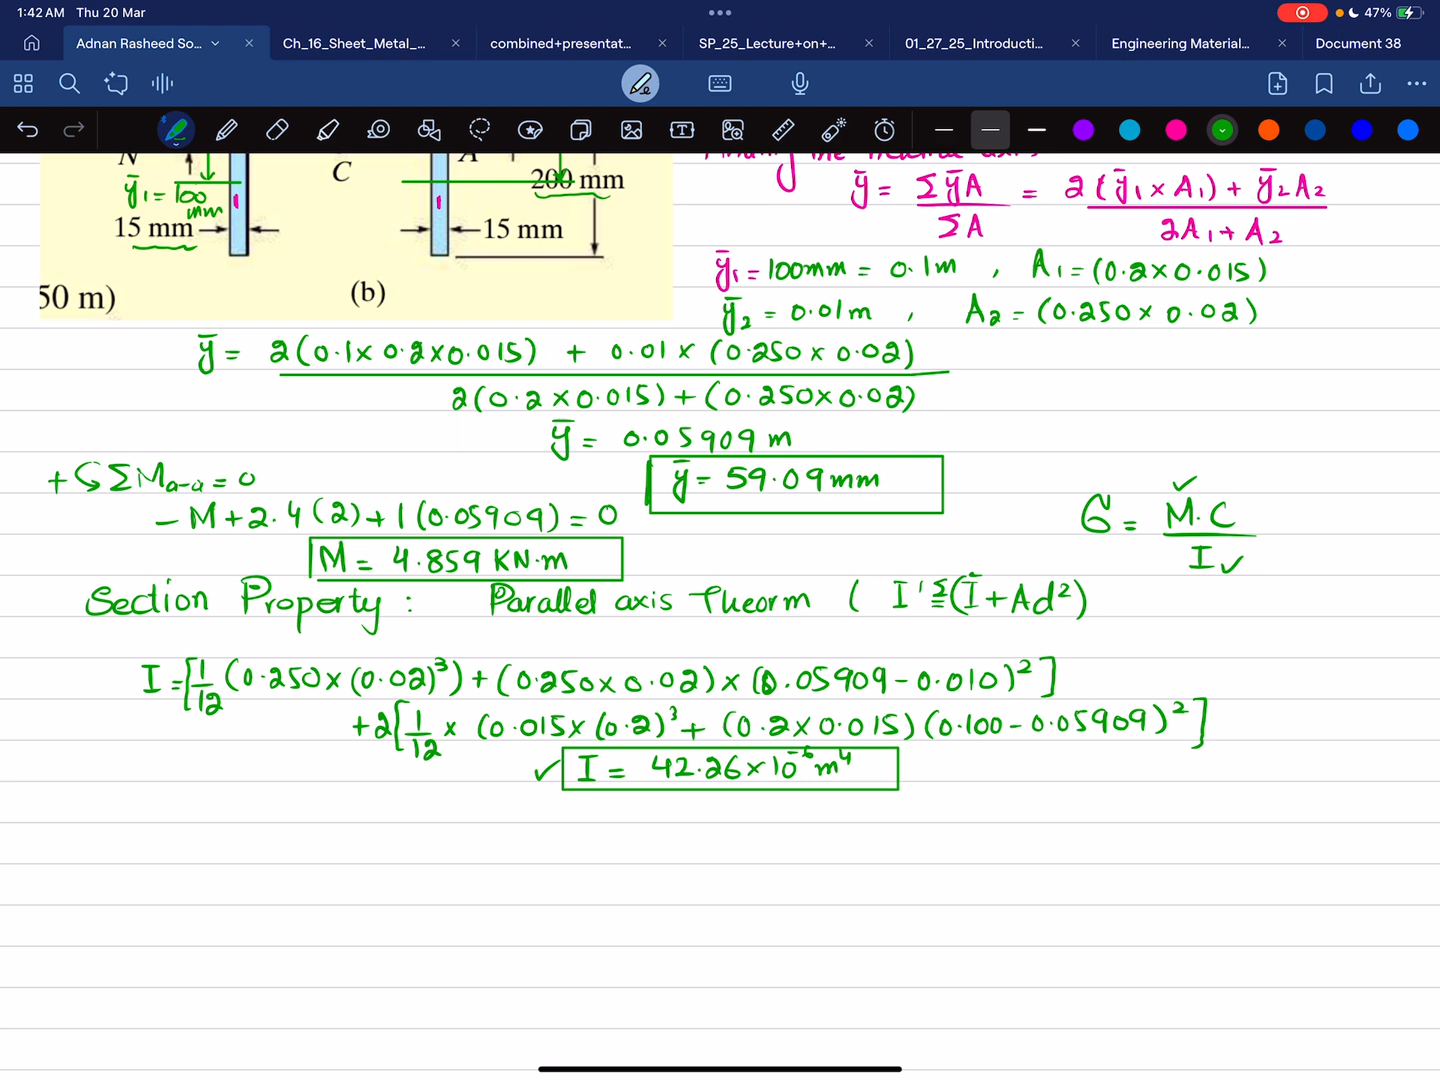 1:42 AM Thu 20 Mar
47%
Adnan Rasheed So...
Ch_16_Sheet_Metal_...
combined+presentat...
SP_25_Lecture+on+...
01_27_25_Introducti...
Engineering Material...
Document 38
N
C
A
200 mm
ȳ₁ = 100 mm
15 mm
15 mm
50 m)
(b)
ȳ = ΣȳA / ΣA = 2(ȳ₁ × A₁) + ȳ₂A₂ / 2A₁ + A₂
ȳ₁ = 100mm = 0.1m , A₁ = (0.2 × 0.015)
ȳ₂ = 0.01m , A₂ = (0.250 × 0.02)
ȳ = 2(0.1 × 0.2 × 0.015) + 0.01 × (0.250 × 0.02) / 2(0.2 × 0.015) + (0.250 × 0.02)
ȳ = 0.05909 m
ȳ = 59.09 mm
+↺ ΣM a-a = 0
- M + 2.4(2) + 1(0.05909) = 0
M = 4.859 KN·m
σ = M.C / I
Section Property : Parallel axis Theorm ( I' = Σ(Ī + Ad²)
I = [1/12 (0.250 × (0.02)³) + (0.250 × 0.02) × (0.05909 - 0.010)²]
+ 2[1/12 × (0.015 × (0.2)³ + (0.2 × 0.015)(0.100 - 0.05909)²]
✓ I = 42.26 × 10⁻⁶ m⁴